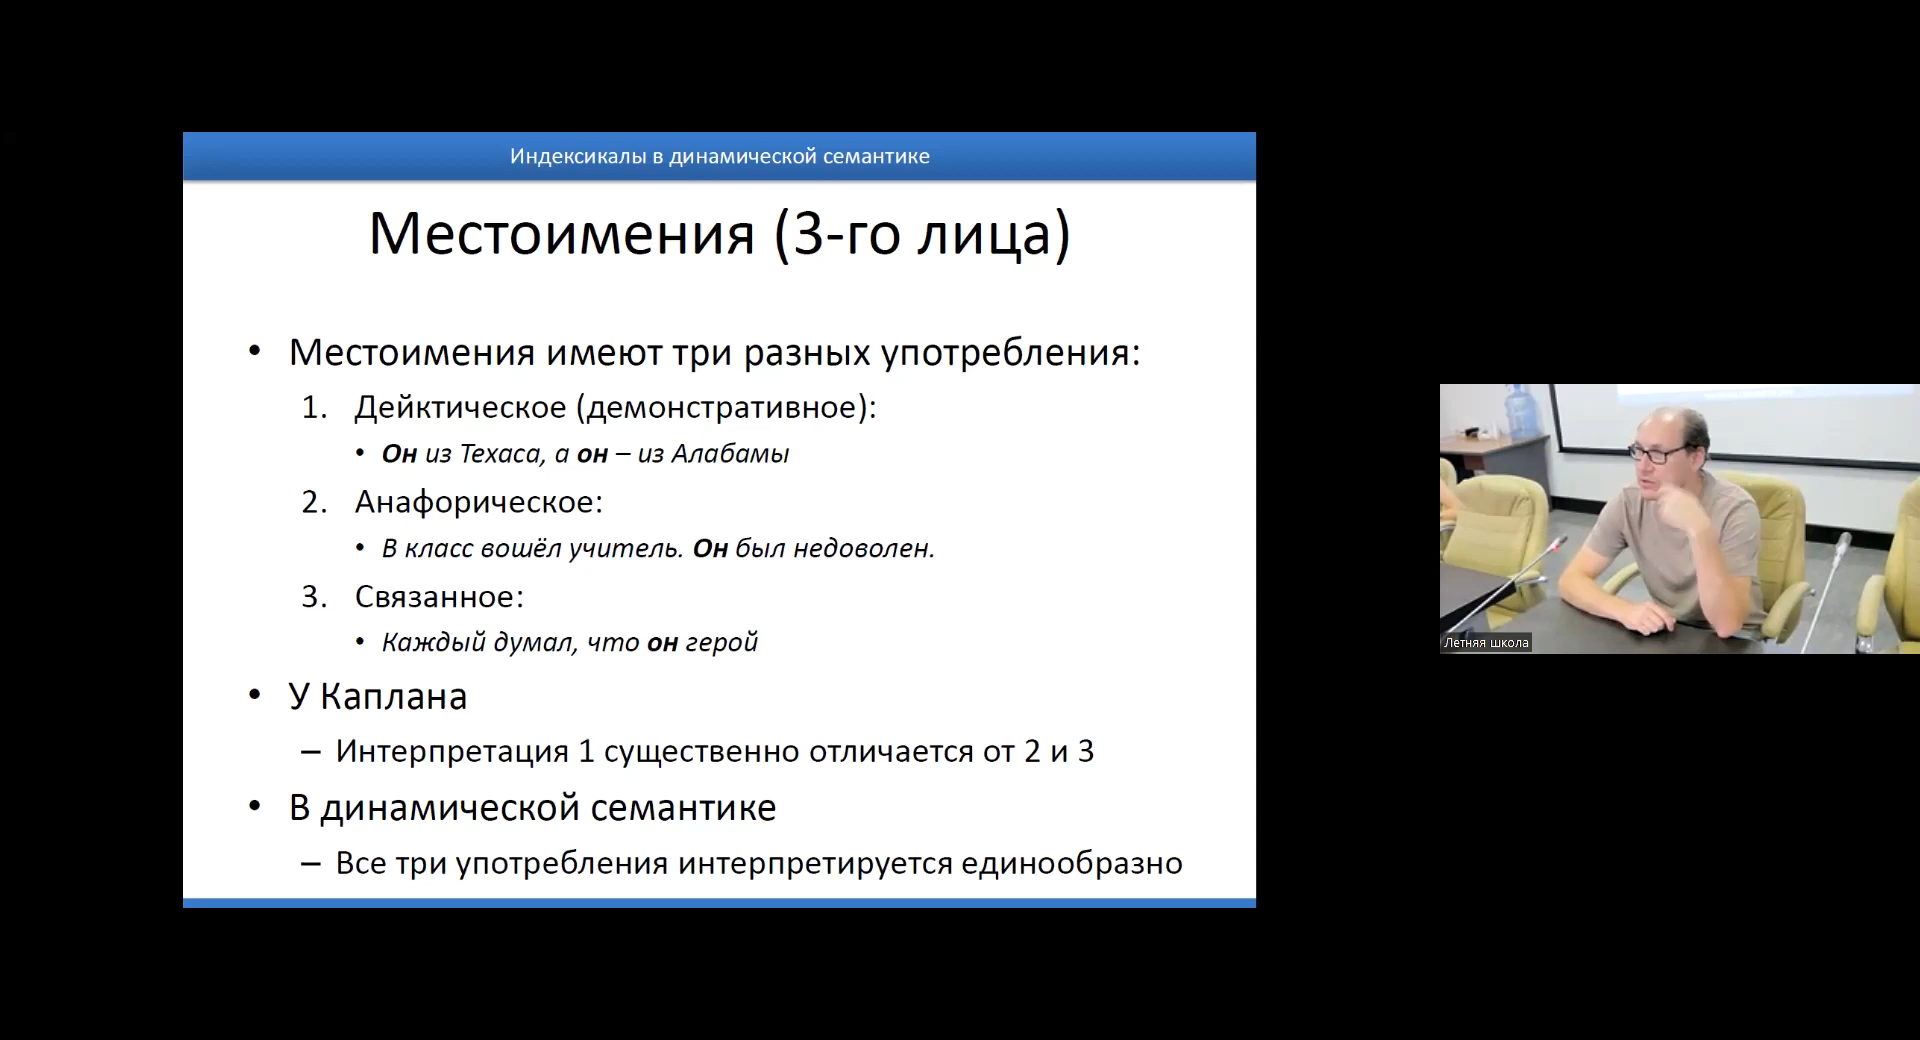 Индексикалы в динамической семантике
Местоимения (3-го лица)
• Местоимения имеют три разных употребления:
1. Дейктическое (демонстративное):
• Он из Техаса, а он – из Алабамы
2. Анафорическое:
• В класс вошёл учитель. Он был недоволен.
3. Связанное:
• Каждый думал, что он герой
• У Каплана
– Интерпретация 1 существенно отличается от 2 и 3
• В динамической семантике
– Все три употребления интерпретируется единообразно
Летняя школа